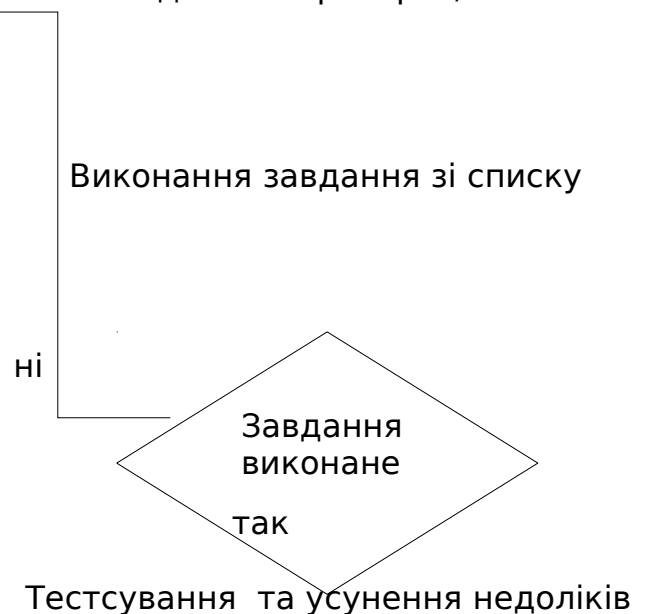 Виконання завдання зі списку
ні
Завдання
виконане
так
Тестсування та усунення недоліків